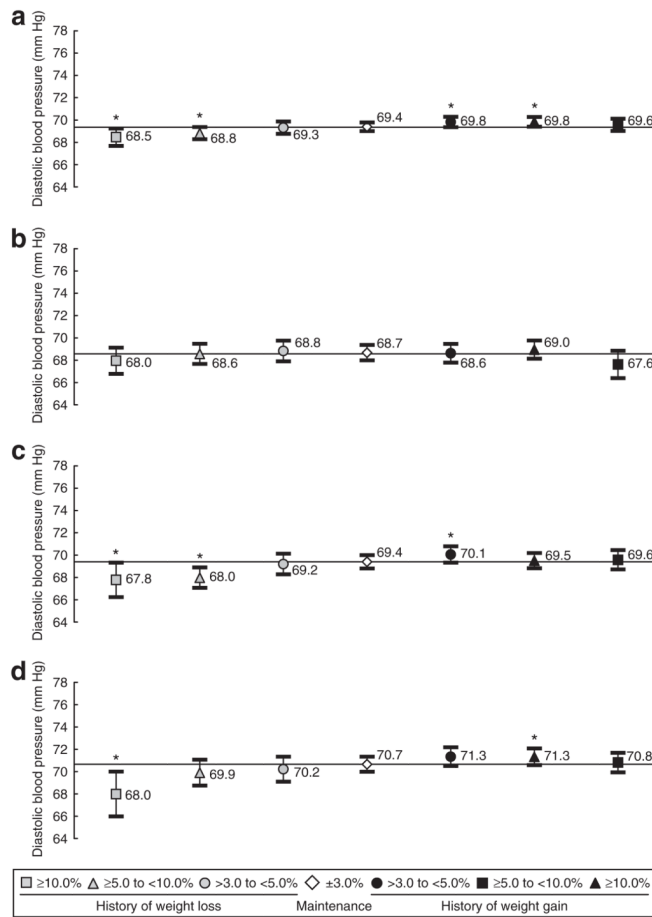 a
Diastolic blood pressure (mm Hg)
78
76
74
72
70
68
66
64
* * * *
68.5 68.8 69.3 69.4 69.8 69.8 69.6
b
Diastolic blood pressure (mm Hg)
78
76
74
72
70
68
66
64
68.0 68.6 68.8 68.7 68.6 69.0 67.6
c
Diastolic blood pressure (mm Hg)
78
76
74
72
70
68
66
64
* * *
67.8 68.0 69.2 69.4 70.1 69.5 69.6
d
Diastolic blood pressure (mm Hg)
78
76
74
72
70
68
66
64
* *
68.0 69.9 70.2 70.7 71.3 71.3 70.8
≥10.0% ≥5.0 to <10.0% >3.0 to <5.0% ±3.0% >3.0 to <5.0% ≥5.0 to <10.0% ≥10.0%
History of weight loss Maintenance History of weight gain